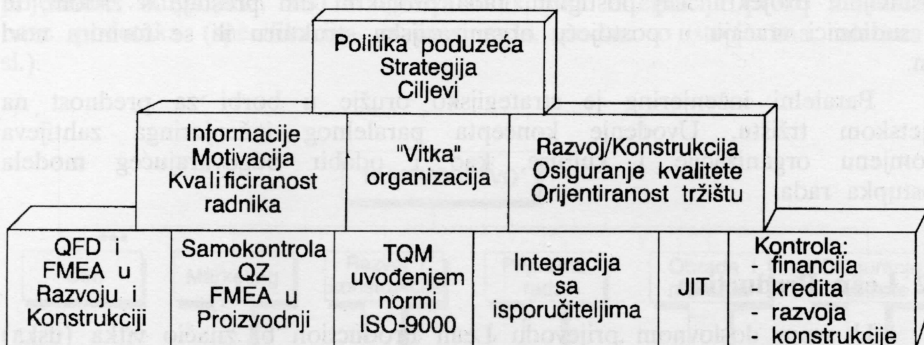 Politika poduzeća
Strategija
Ciljevi
Informacije
Motivacija
Kvalificiranost
radnika
"Vitka"
organizacija
Razvoj/Konstrukcija
Osiguranje kvalitete
Orijentiranost tržištu
QFD i
FMEA u
Razvoju i
Konstrukciji
Samokontrola
QZ
FMEA u
Proizvodnji
TQM
uvođenjem
normi
ISO-9000
Integracija
sa
isporučiteljima
JIT
Kontrola:
- financija
- kredita
- razvoja
- konstrukcije